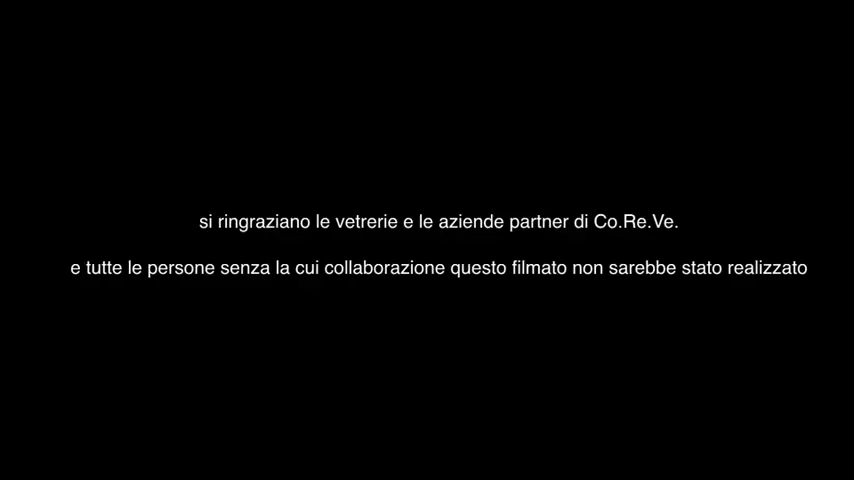 si ringraziano le vetrerie e le aziende partner di Co.Re.Ve.
e tutte le persone senza la cui collaborazione questo filmato non sarebbe stato realizzato